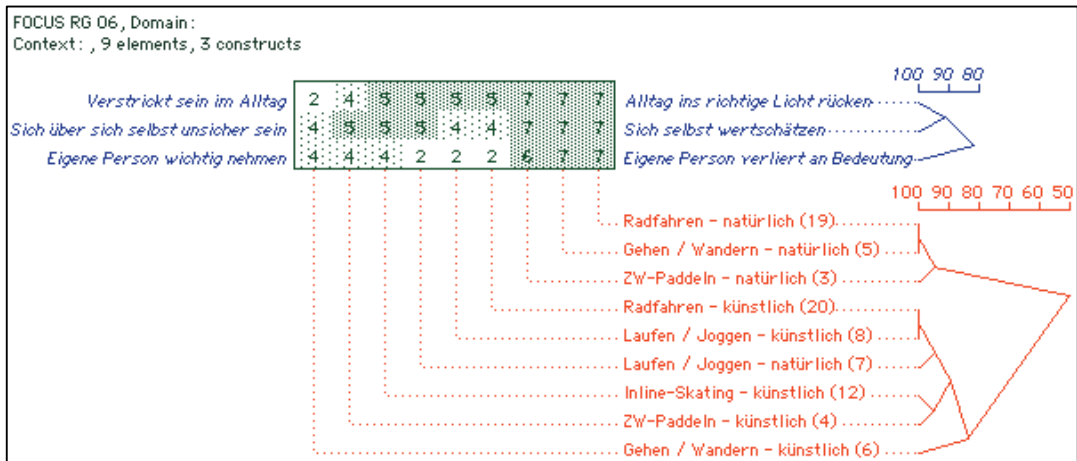 FOCUS RG 06, Domain:
Context: , 9 elements, 3 constructs
100 90 80
Verstrickt sein im Alltag 2 4 5 5 5 5 7 7 7 Alltag ins richtige Licht rücken
Sich über sich selbst unsicher sein 4 5 5 5 4 4 7 7 7 Sich selbst wertschätzen
Eigene Person wichtig nehmen 4 4 4 2 2 2 6 7 7 Eigene Person verliert an Bedeutung
100 90 80 70 60 50
Radfahren - natürlich (19)
Gehen / Wandern - natürlich (5)
ZW-Paddeln - natürlich (3)
Radfahren - künstlich (20)
Laufen / Joggen - künstlich (8)
Laufen / Joggen - natürlich (7)
Inline-Skating - künstlich (12)
ZW-Paddeln - künstlich (4)
Gehen / Wandern - künstlich (6)